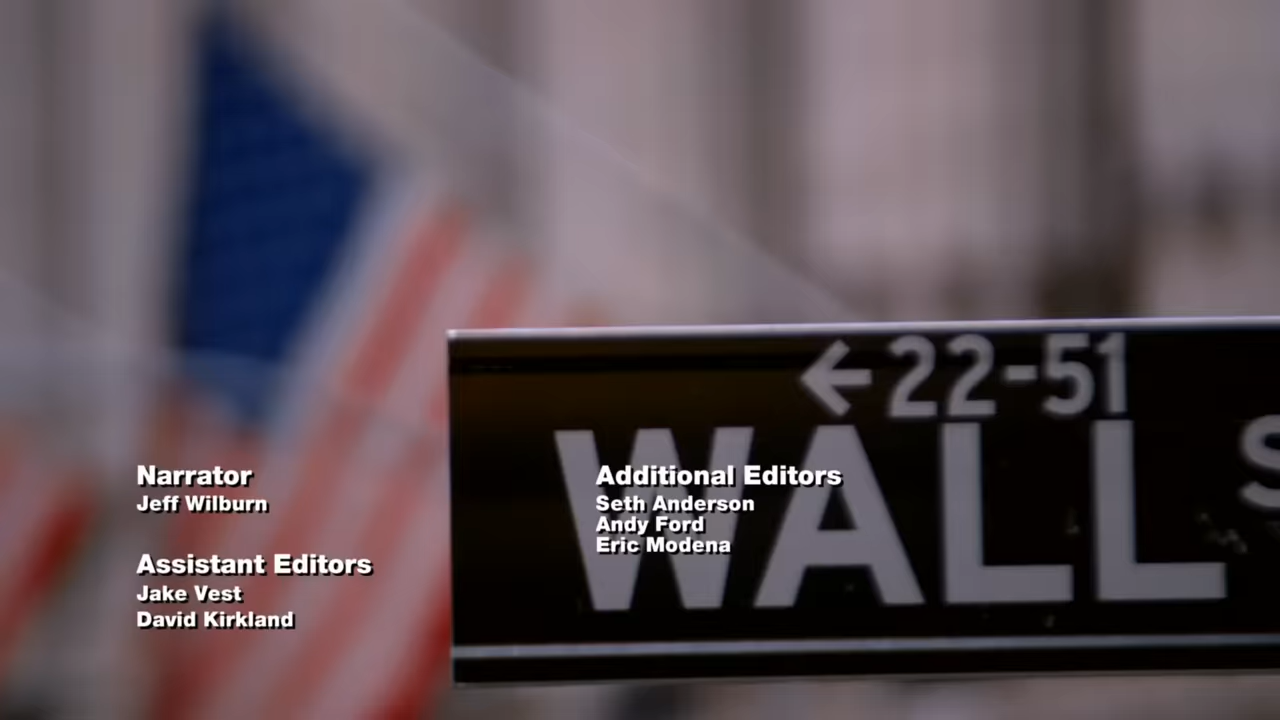 ←22-51
WALL S
Narrator
Jeff Wilburn
Assistant Editors
Jake Vest
David Kirkland
Additional Editors
Seth Anderson
Andy Ford
Eric Modena